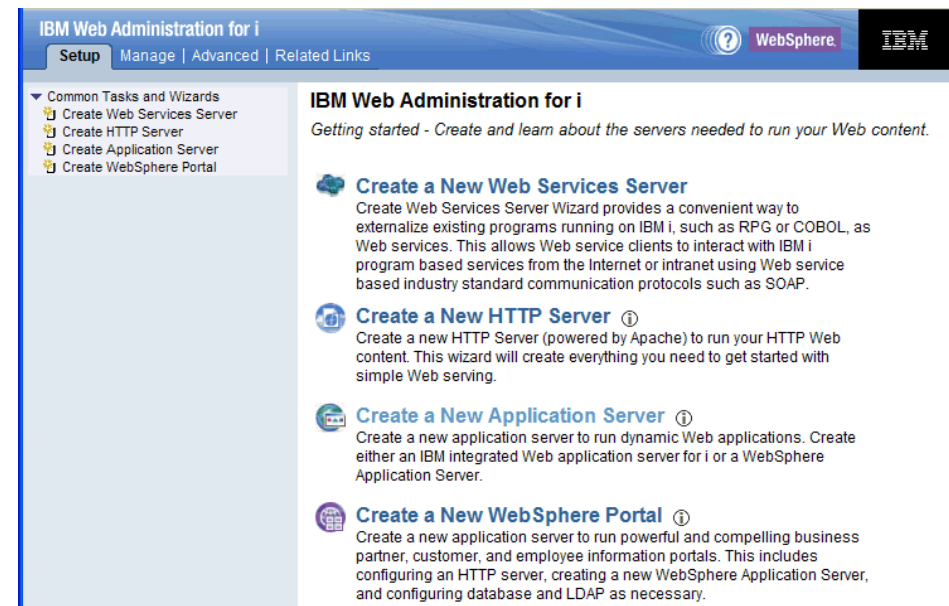 IBM Web Administration for i
Setup Manage | Advanced | Related Links
? WebSphere. IBM
Common Tasks and Wizards
Create Web Services Server
Create HTTP Server
Create Application Server
Create WebSphere Portal
IBM Web Administration for i
Getting started - Create and learn about the servers needed to run your Web content.
Create a New Web Services Server
Create Web Services Server Wizard provides a convenient way to
externalize existing programs running on IBM i, such as RPG or COBOL, as
Web services. This allows Web service clients to interact with IBM i
program based services from the Internet or intranet using Web service
based industry standard communication protocols such as SOAP.
Create a New HTTP Server i
Create a new HTTP Server (powered by Apache) to run your HTTP Web
content. This wizard will create everything you need to get started with
simple Web serving.
Create a New Application Server i
Create a new application server to run dynamic Web applications. Create
either an IBM integrated Web application server for i or a WebSphere
Application Server.
Create a New WebSphere Portal i
Create a new application server to run powerful and compelling business
partner, customer, and employee information portals. This includes
configuring an HTTP server, creating a new WebSphere Application Server,
and configuring database and LDAP as necessary.